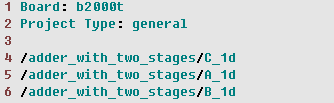 1 Board: b2000t
2 Project Type: general
3
4 /adder_with_two_stages/C_1d
5 /adder_with_two_stages/A_1d
6 /adder_with_two_stages/B_1d